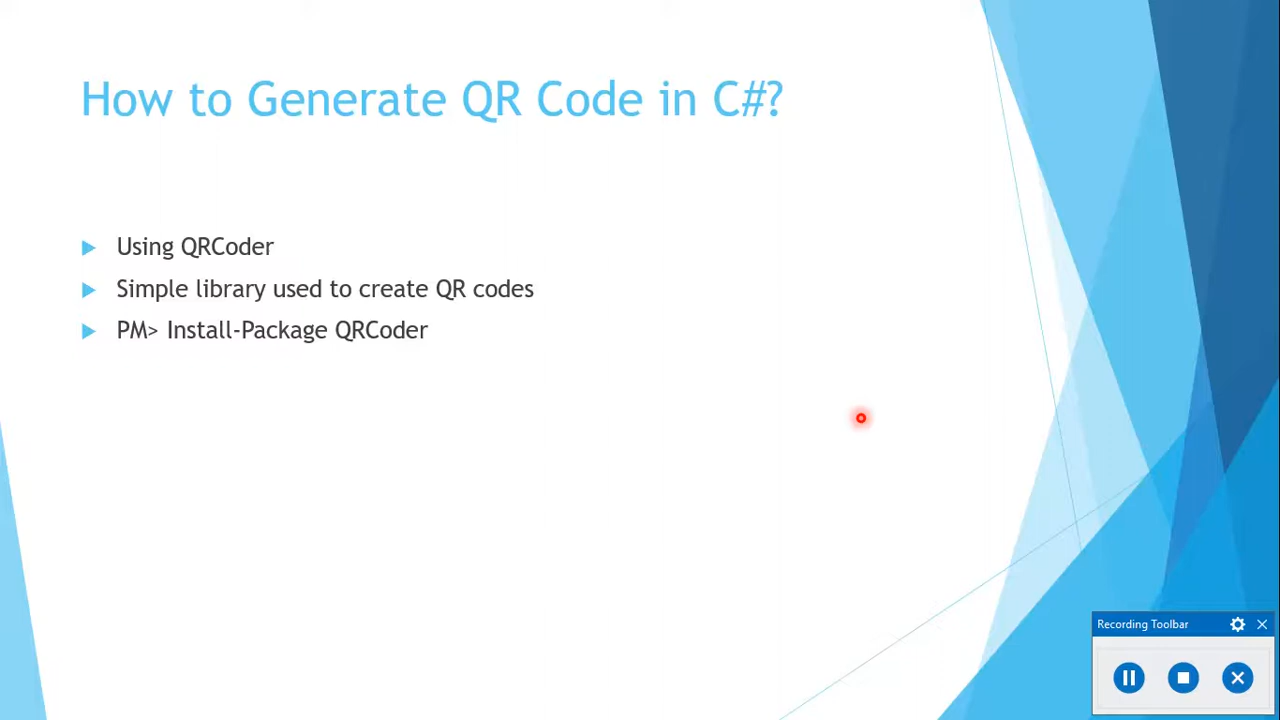 How to Generate QR Code in C#?
Using QRCoder
Simple library used to create QR codes
PM> Install-Package QRCoder
Recording Toolbar